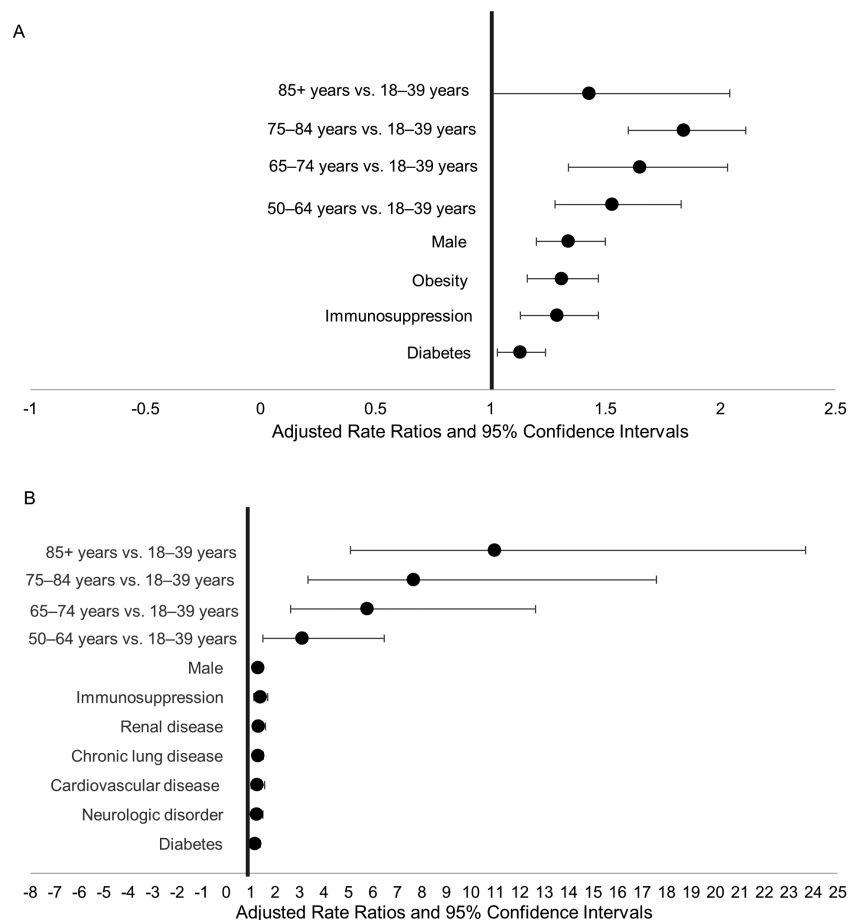 A
85+ years vs. 18–39 years
75–84 years vs. 18–39 years
65–74 years vs. 18–39 years
50–64 years vs. 18–39 years
Male
Obesity
Immunosuppression
Diabetes
-1 -0.5 0 0.5 1 1.5 2 2.5
Adjusted Rate Ratios and 95% Confidence Intervals
B
85+ years vs. 18–39 years
75–84 years vs. 18–39 years
65–74 years vs. 18–39 years
50–64 years vs. 18–39 years
Male
Immunosuppression
Renal disease
Chronic lung disease
Cardiovascular disease
Neurologic disorder
Diabetes
-8 -7 -6 -5 -4 -3 -2 -1 0 1 2 3 4 5 6 7 8 9 10 11 12 13 14 15 16 17 18 19 20 21 22 23 24 25
Adjusted Rate Ratios and 95% Confidence Intervals